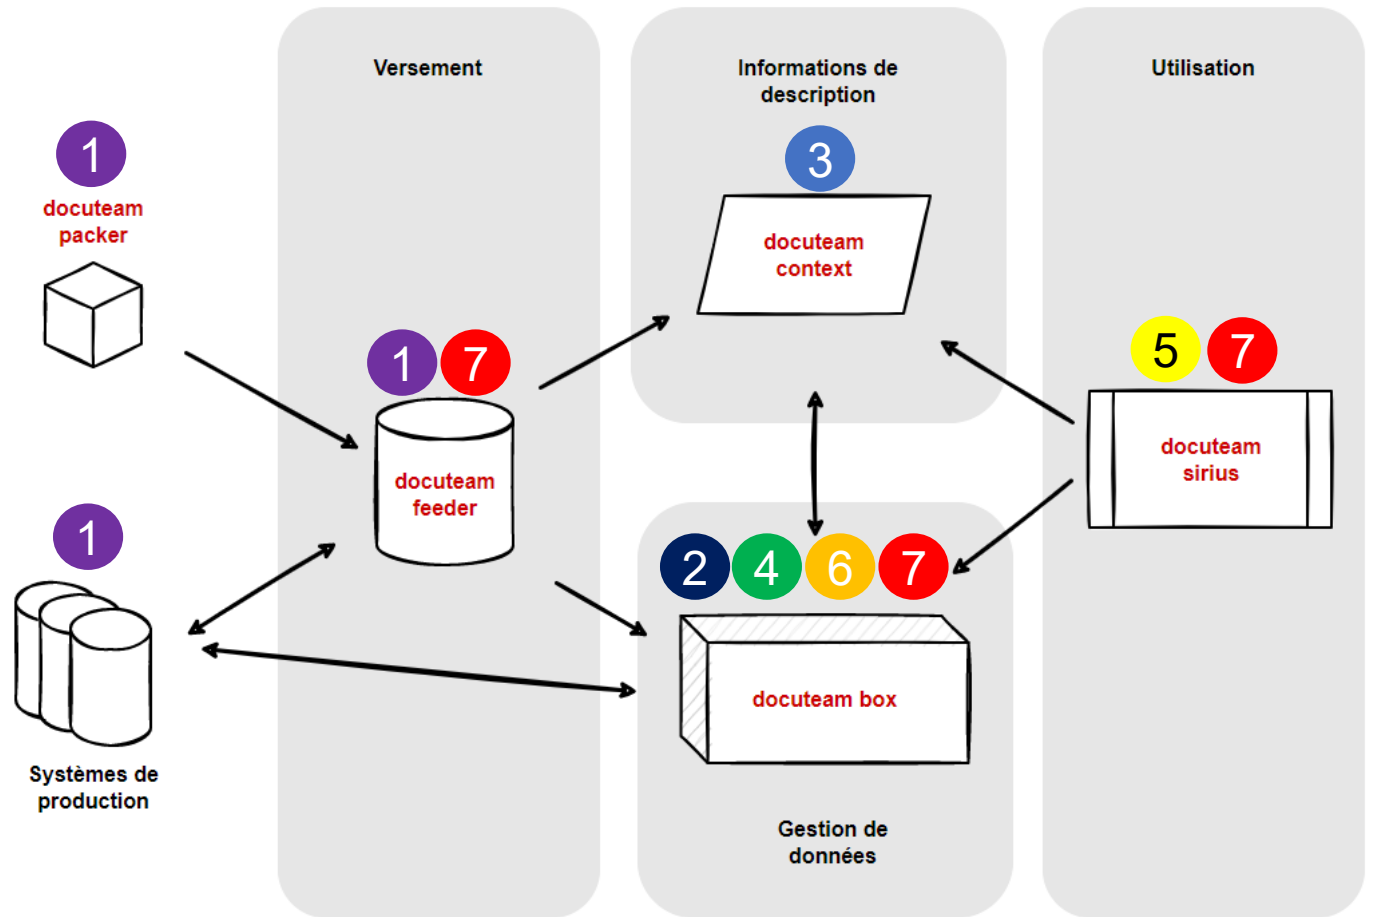 Versement
Informations de
description
Utilisation
1
docuteam
packer
3
docuteam
context
1 7
docuteam
feeder
5 7
docuteam
sirius
1
Systèmes de
production
2 4 6 7
docuteam box
Gestion de
données